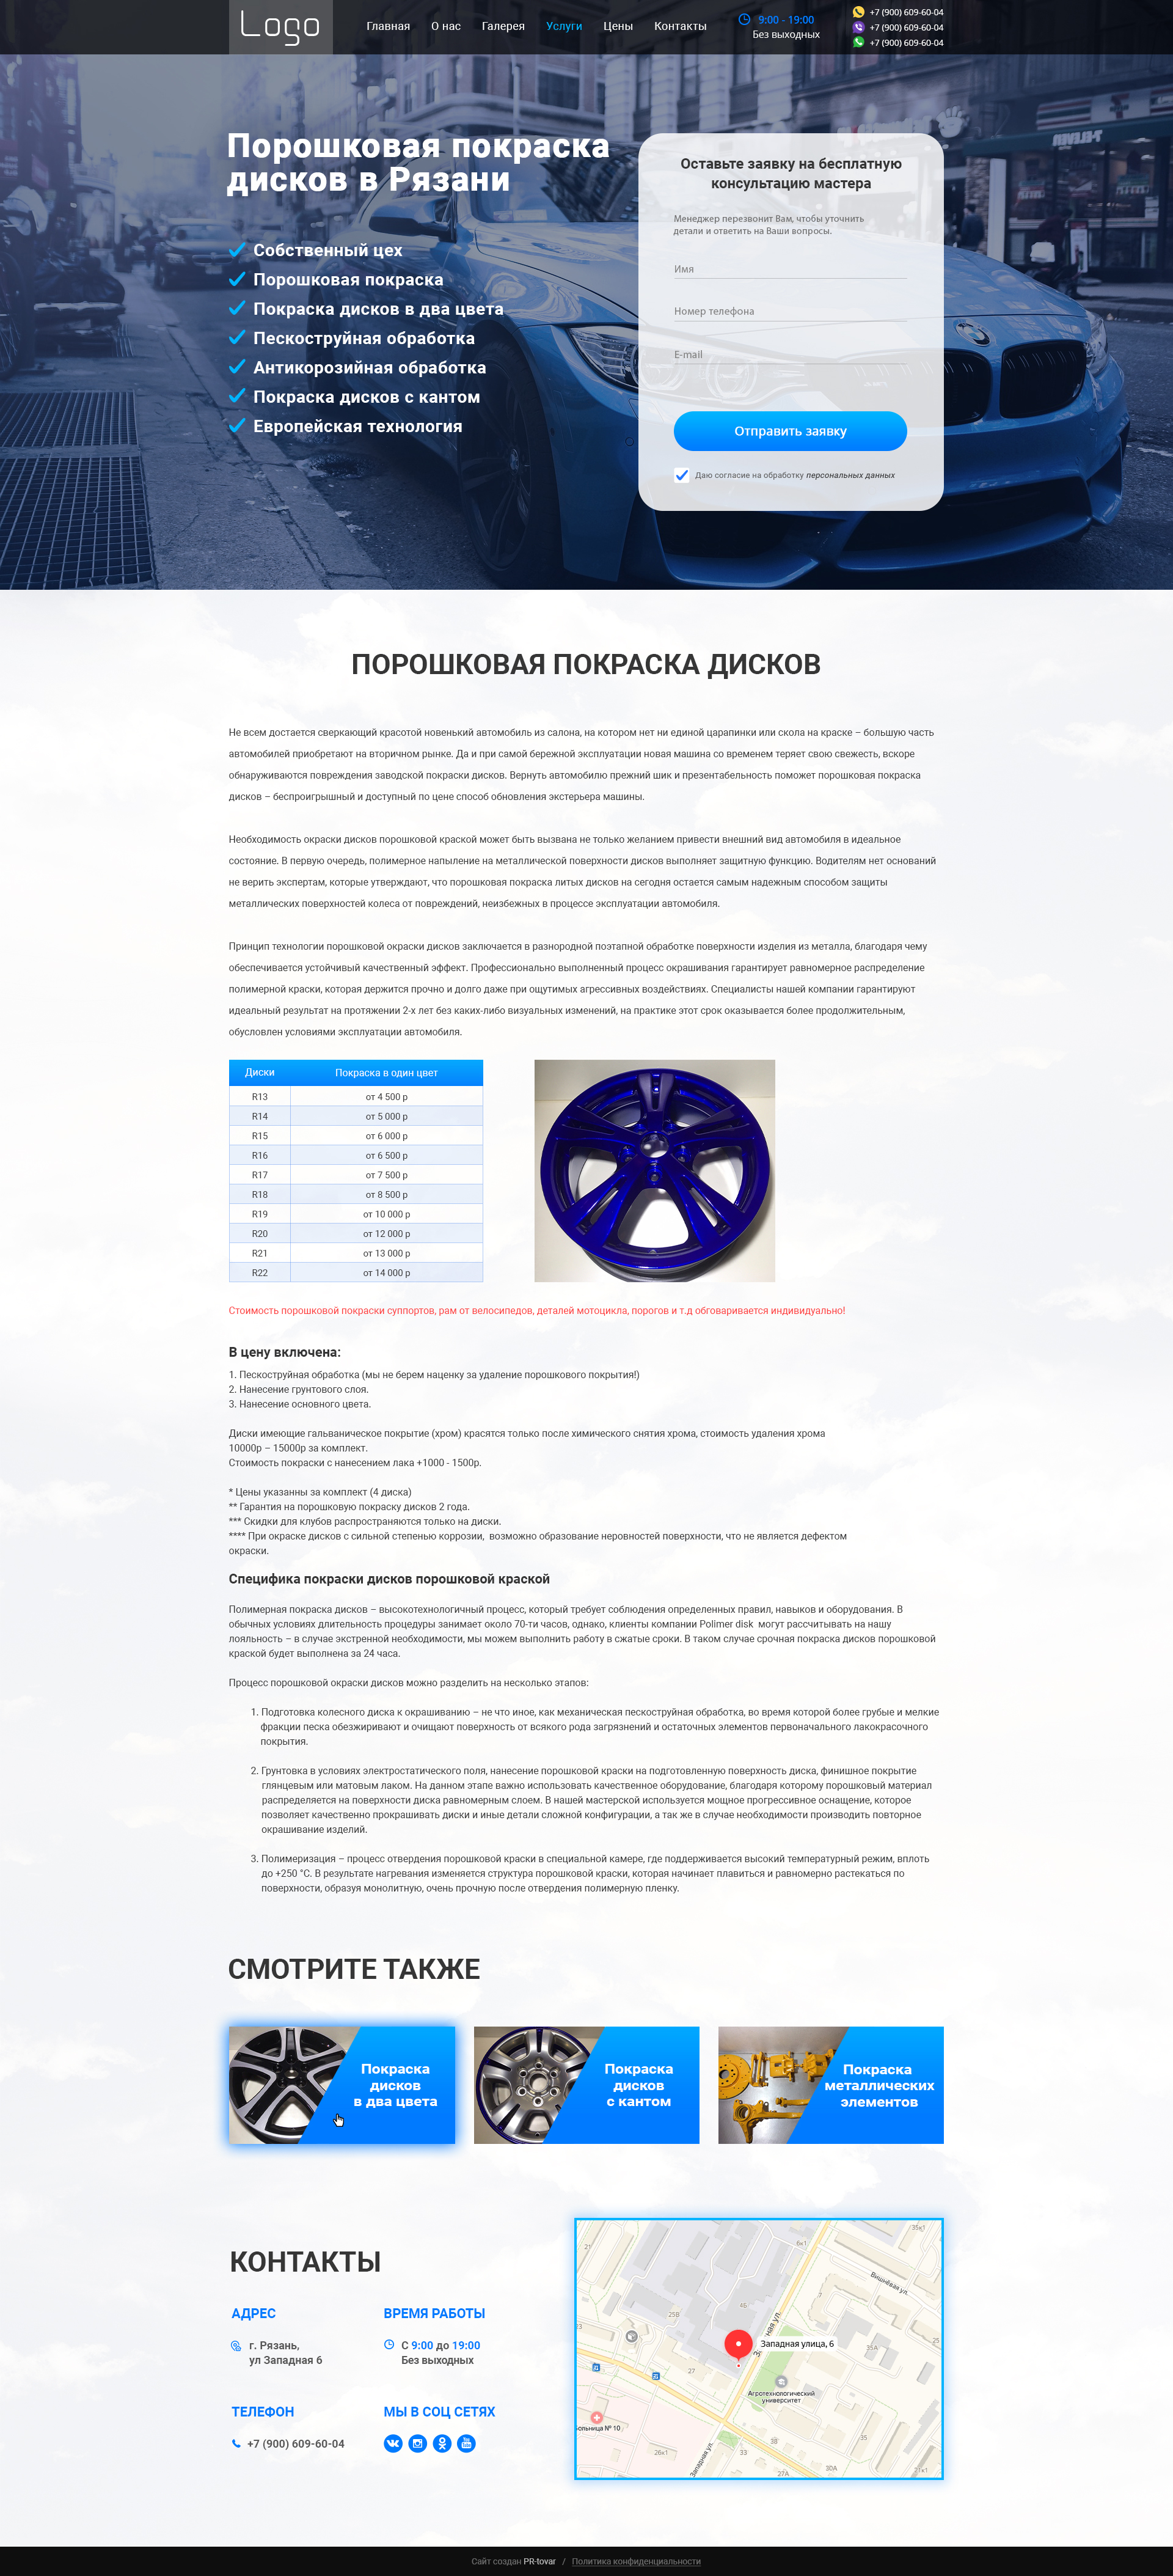 Logo
Главная О нас Галерея Услуги Цены Контакты
9:00 - 19:00
Без выходных
+7 (900) 609-60-04
+7 (900) 609-60-04
+7 (900) 609-60-04
Порошковая покраска
дисков в Рязани
Собственный цех
Порошковая покраска
Покраска дисков в два цвета
Пескоструйная обработка
Антикорозийная обработка
Покраска дисков с кантом
Европейская технология
Оставьте заявку на бесплатную
консультацию мастера
Менеджер перезвонит Вам, чтобы уточнить
детали и ответить на Ваши вопросы.
Имя
Номер телефона
E-mail
Отправить заявку
Даю согласие на обработку персональных данных
ПОРОШКОВАЯ ПОКРАСКА ДИСКОВ
Не всем достается сверкающий красотой новенький автомобиль из салона, на котором нет ни единой царапинки или скола на краске – большую часть
автомобилей приобретают на вторичном рынке. Да и при самой бережной эксплуатации новая машина со временем теряет свою свежесть, вскоре
обнаруживаются повреждения заводской покраски дисков. Вернуть автомобилю прежний шик и презентабельность поможет порошковая покраска
дисков – беспроигрышный и доступный по цене способ обновления экстерьера машины.
Необходимость окраски дисков порошковой краской может быть вызвана не только желанием привести внешний вид автомобиля в идеальное
состояние. В первую очередь, полимерное напыление на металлической поверхности дисков выполняет защитную функцию. Водителям нет оснований
не верить экспертам, которые утверждают, что порошковая покраска литых дисков на сегодня остается самым надежным способом защиты
металлических поверхностей колеса от повреждений, неизбежных в процессе эксплуатации автомобиля.
Принцип технологии порошковой окраски дисков заключается в разнородной поэтапной обработке поверхности изделия из металла, благодаря чему
обеспечивается устойчивый качественный эффект. Профессионально выполненный процесс окрашивания гарантирует равномерное распределение
полимерной краски, которая держится прочно и долго даже при ощутимых агрессивных воздействиях. Специалисты нашей компании гарантируют
идеальный результат на протяжении 2-х лет без каких-либо визуальных изменений, на практике этот срок оказывается более продолжительным,
обусловлен условиями эксплуатации автомобиля.
Диски Покраска в один цвет
R13 от 4 500 р
R14 от 5 000 р
R15 от 6 000 р
R16 от 6 500 р
R17 от 7 500 р
R18 от 8 500 р
R19 от 10 000 р
R20 от 12 000 р
R21 от 13 000 р
R22 от 14 000 р
Стоимость порошковой покраски суппортов, рам от велосипедов, деталей мотоцикла, порогов и т.д обговаривается индивидуально!
В цену включена:
1. Пескоструйная обработка (мы не берем наценку за удаление порошкового покрытия!)
2. Нанесение грунтового слоя.
3. Нанесение основного цвета.
Диски имеющие гальваническое покрытие (хром) красятся только после химического снятия хрома, стоимость удаления хрома
10000р – 15000р за комплект.
Стоимость покраски с нанесением лака +1000 - 1500р.
* Цены указанны за комплект (4 диска)
** Гарантия на порошковую покраску дисков 2 года.
*** Скидки для клубов распространяются только на диски.
**** При окраске дисков с сильной степенью коррозии, возможно образование неровностей поверхности, что не является дефектом
окраски.
Специфика покраски дисков порошковой краской
Полимерная покраска дисков – высокотехнологичный процесс, который требует соблюдения определенных правил, навыков и оборудования. В
обычных условиях длительность процедуры занимает около 70-ти часов, однако, клиенты компании Polimer disk могут рассчитывать на нашу
лояльность – в случае экстренной необходимости, мы можем выполнить работу в сжатые сроки. В таком случае срочная покраска дисков порошковой
краской будет выполнена за 24 часа.
Процесс порошковой окраски дисков можно разделить на несколько этапов:
1. Подготовка колесного диска к окрашиванию – не что иное, как механическая пескоструйная обработка, во время которой более грубые и мелкие
фракции песка обезжиривают и очищают поверхность от всякого рода загрязнений и остаточных элементов первоначального лакокрасочного
покрытия.
2. Грунтовка в условиях электростатического поля, нанесение порошковой краски на подготовленную поверхность диска, финишное покрытие
глянцевым или матовым лаком. На данном этапе важно использовать качественное оборудование, благодаря которому порошковый материал
распределяется на поверхности диска равномерным слоем. В нашей мастерской используется мощное прогрессивное оснащение, которое
позволяет качественно прокрашивать диски и иные детали сложной конфигурации, а так же в случае необходимости производить повторное
окрашивание изделий.
3. Полимеризация – процесс отвердения порошковой краски в специальной камере, где поддерживается высокий температурный режим, вплоть
до +250 °C. В результате нагревания изменяется структура порошковой краски, которая начинает плавиться и равномерно растекаться по
поверхности, образуя монолитную, очень прочную после отвердения полимерную пленку.
СМОТРИТЕ ТАКЖЕ
Покраска
дисков
в два цвета
Покраска
дисков
с кантом
Покраска
металлических
элементов
КОНТАКТЫ
АДРЕС
г. Рязань,
ул Западная 6
ВРЕМЯ РАБОТЫ
С 9:00 до 19:00
Без выходных
ТЕЛЕФОН
+7 (900) 609-60-04
МЫ В СОЦ СЕТЯХ
You
35к1
21
6к1
Вишнёвая ул.
7
4Б
25В
23
25
Западная улица, 6
35А
27
Агротехнологический
университет
Больница № 10
38
35
26к1
33
Западная ул.
30А
27А
21к1
Сайт создан PR-tovar / Политика конфиденциальности